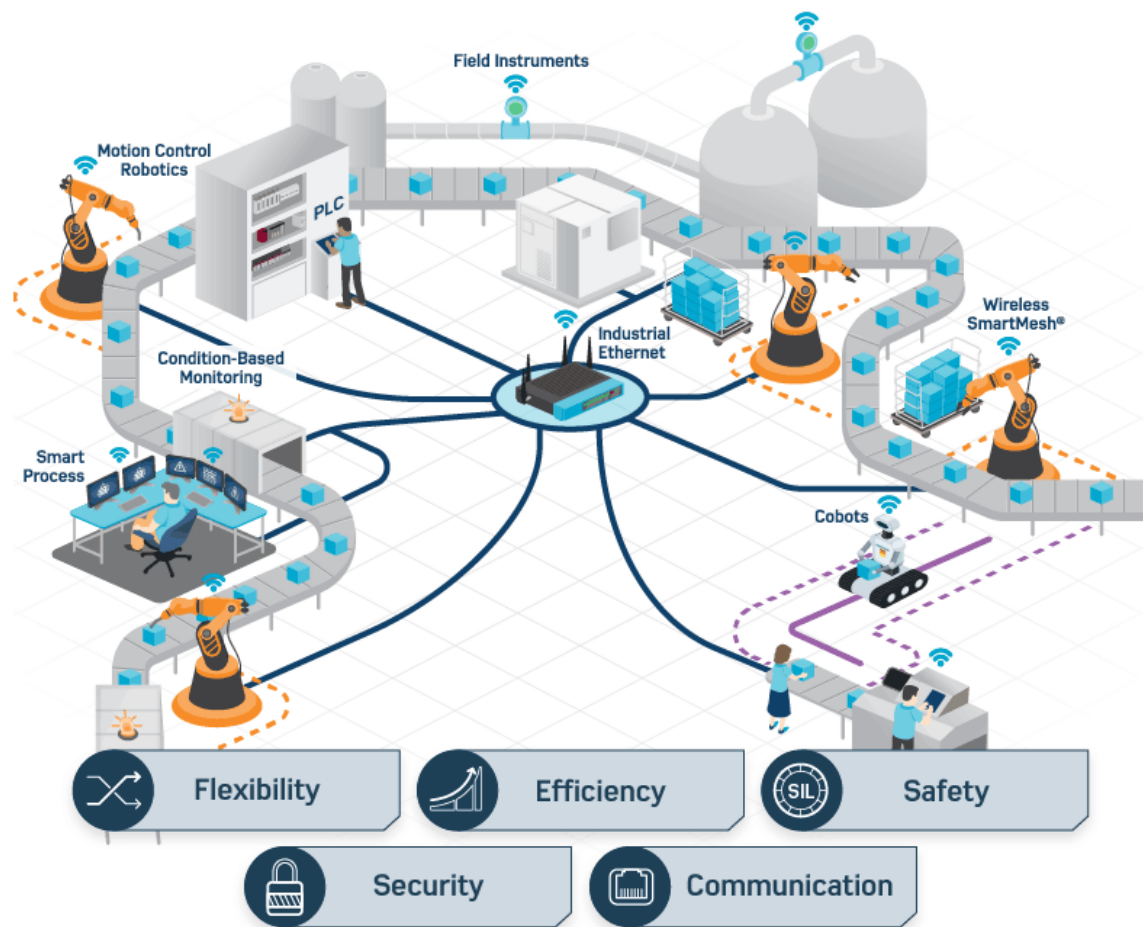 Field Instruments
Motion Control
Robotics
PLC
Industrial
Ethernet
Wireless
SmartMesh®
Condition-Based
Monitoring
Smart
Process
Cobots
Flexibility
Efficiency
SIL
Safety
Security
Communication